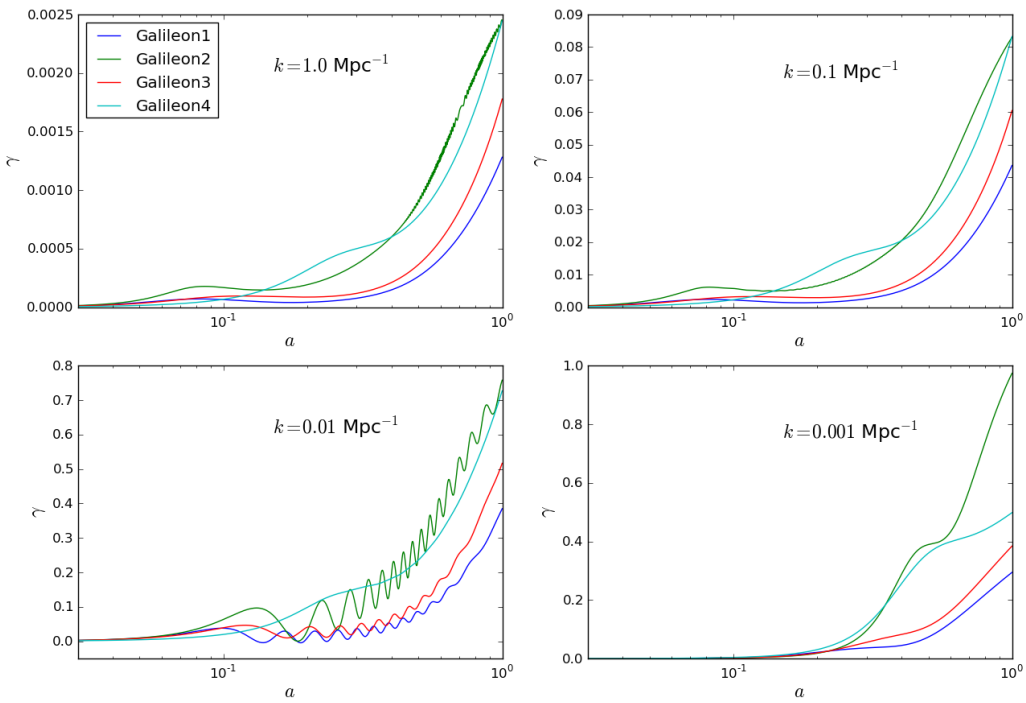 0.0025
0.0020
0.0015
0.0010
0.0005
0.0000
γ
Galileon1
Galileon2
Galileon3
Galileon4
k=1.0 Mpc⁻¹
10⁻¹
10⁰
a
0.09
0.08
0.07
0.06
0.05
0.04
0.03
0.02
0.01
0.00
γ
k=0.1 Mpc⁻¹
10⁻¹
10⁰
a
0.8
0.7
0.6
0.5
0.4
0.3
0.2
0.1
0.0
γ
k=0.01 Mpc⁻¹
10⁻¹
10⁰
a
1.0
0.8
0.6
0.4
0.2
0.0
γ
k=0.001 Mpc⁻¹
10⁻¹
10⁰
a